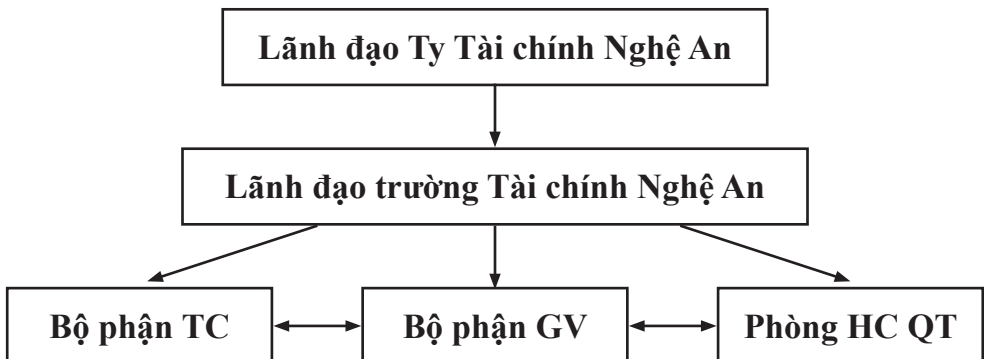 Lãnh đạo Ty Tài chính Nghệ An
Lãnh đạo trường Tài chính Nghệ An
Bộ phận TC
Bộ phận GV
Phòng HC QT